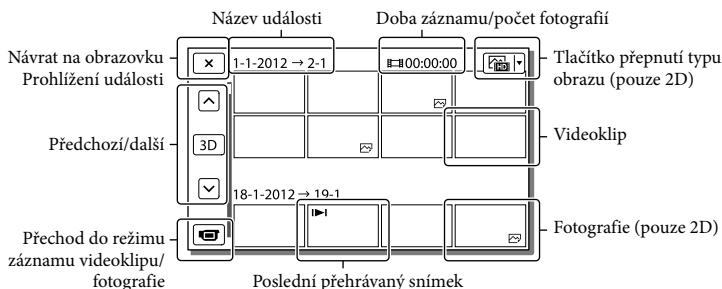 Název události
Doba záznamu/počet fotografií
Návrat na obrazovku
Prohlížení události
1-1-2012 → 2-1
00:00:00
HD
Tlačítko přepnutí typu
obrazu (pouze 2D)
Předchozí/další
3D
Videoklip
18-1-2012 → 19-1
Přechod do režimu
záznamu videoklipu/
fotografie
Poslední přehrávaný snímek
Fotografie (pouze 2D)